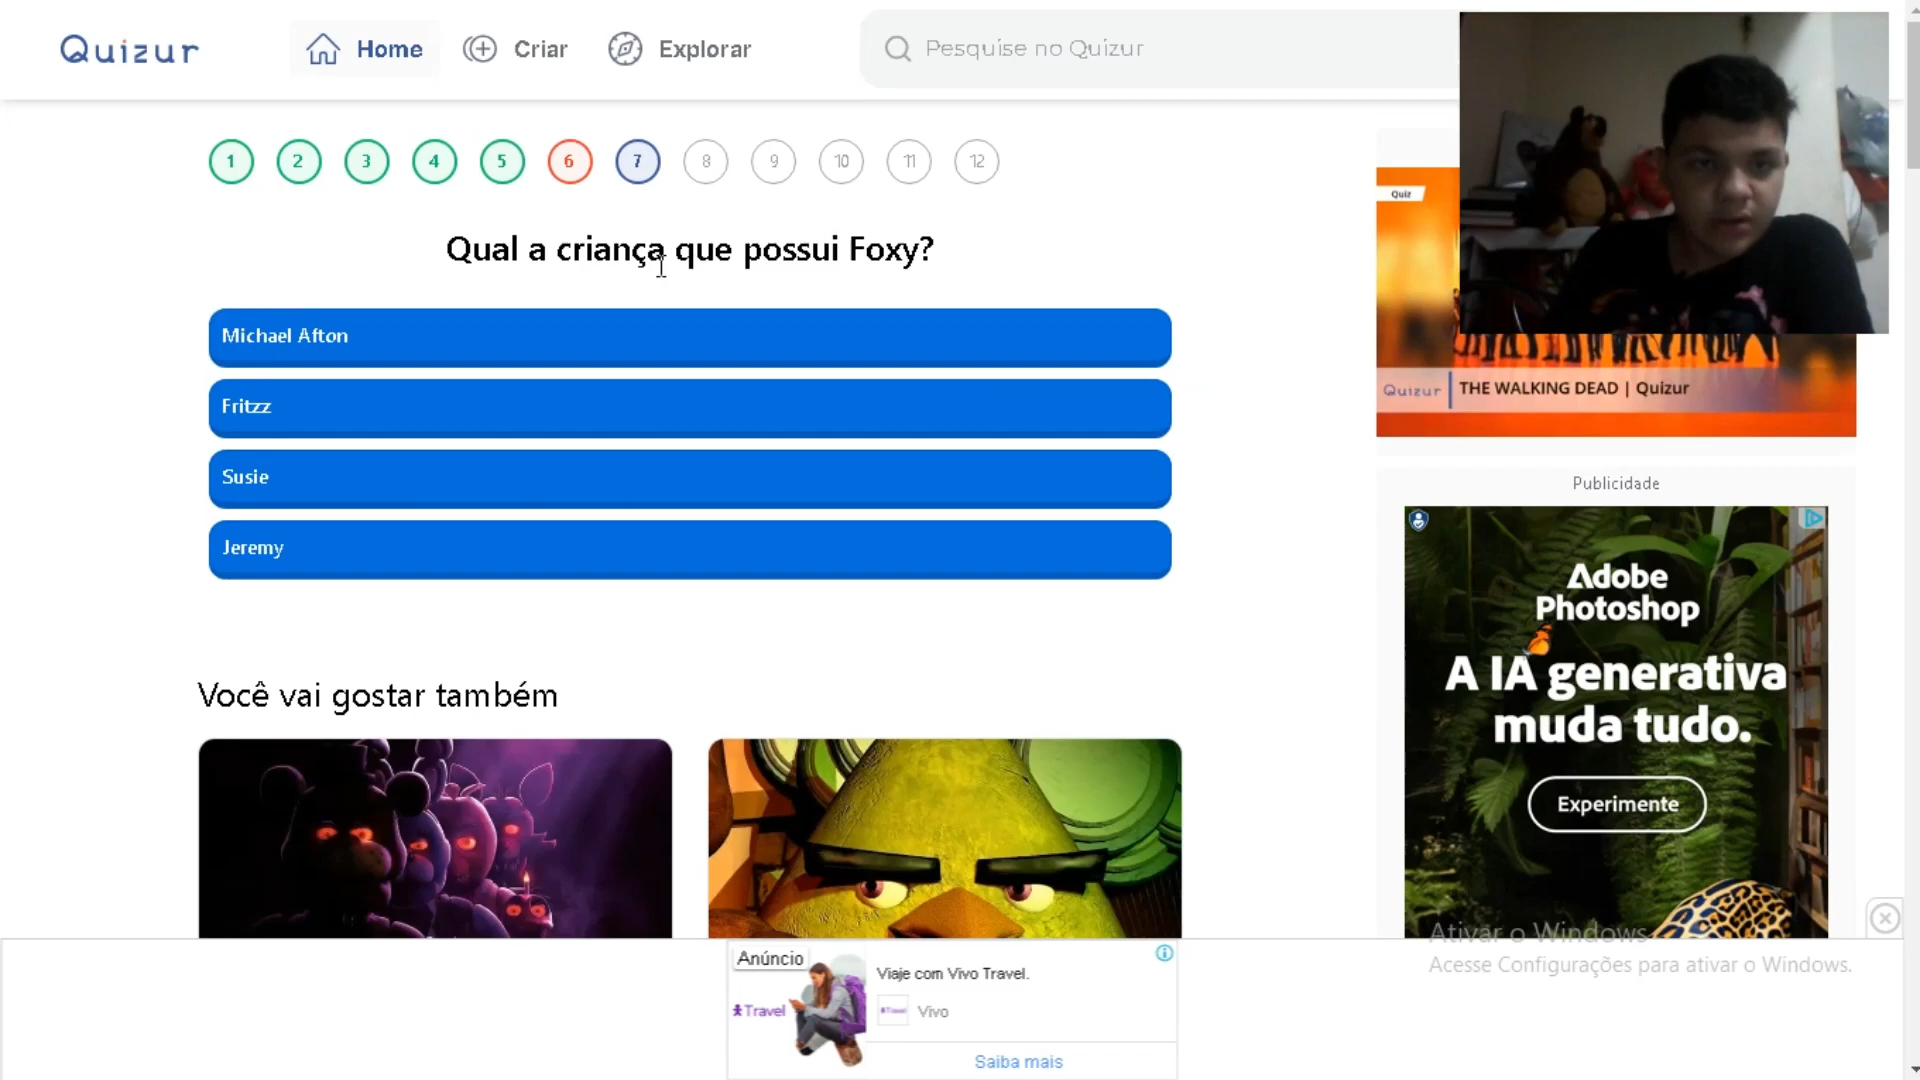 Quizur
Home
Criar
Explorar
Pesquise no Quizur
1 2 3 4 5 6 7 8 9 10 11 12
Qual a criança que possui Foxy?
Michael Afton
Fritzz
Susie
Jeremy
Você vai gostar também
Quiz
Quizur
THE WALKING DEAD | Quizur
Publicidade
Adobe
Photoshop
A IA generativa
muda tudo.
Experimente
Ativar o Windows
Acesse Configurações para ativar o Windows.
Anúncio
Travel
Viaje com Vivo Travel.
Vivo
Saiba mais